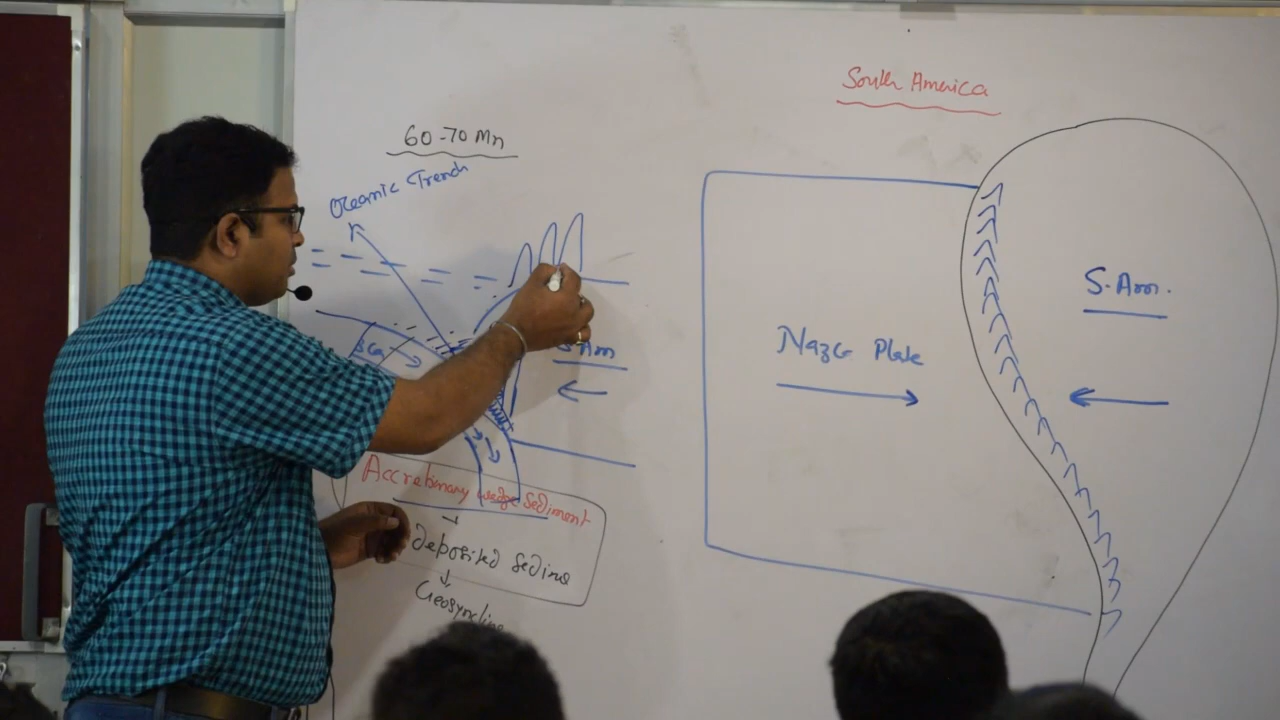 60-70 Mn
Oceanic Trench
S.Am
Accretionary wedge Sediment
deposited Sedime
Geosyncline
South America
Nazca Plate
S.Am.